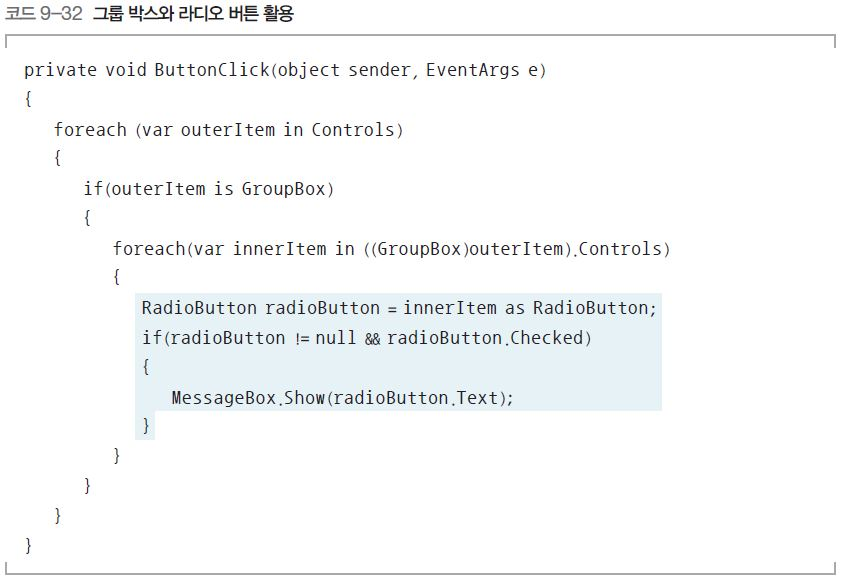 코드 9-32 그룹 박스와 라디오 버튼 활용
private void ButtonClick(object sender, EventArgs e)
{
foreach (var outerItem in Controls)
{
if(outerItem is GroupBox)
{
foreach(var innerItem in ((GroupBox)outerItem).Controls)
{
RadioButton radioButton = innerItem as RadioButton;
if(radioButton != null && radioButton.Checked)
{
MessageBox.Show(radioButton.Text);
}
}
}
}
}